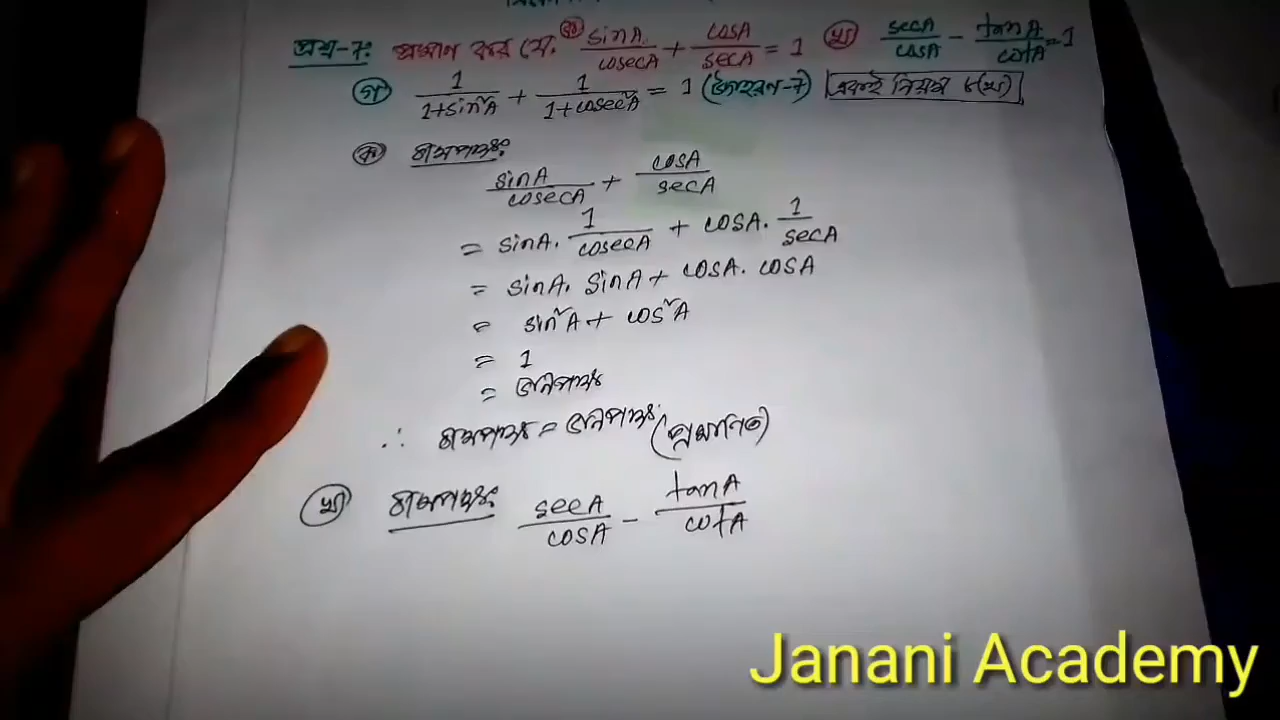 প্রশ্ন-7: প্রমাণ কর যে, (ক) sinA/cosecA + cosA/secA = 1 (খ) secA/cosA - tanA/cotA = 1
(গ) 1/1+sin²A + 1/1+cosec²A = 1 (উদাহরণ-7) একই নিয়ম ৮(খ)
(ক) বামপক্ষ:
sinA/cosecA + cosA/secA
= sinA. 1/cosecA + cosA. 1/secA
= sinA. sinA + cosA. cosA
= sin²A + cos²A
= 1
= ডানপক্ষ
∴ বামপক্ষ = ডানপক্ষ (প্রমাণিত)
(খ) বামপক্ষ: secA/cosA - tanA/cotA
Janani Academy